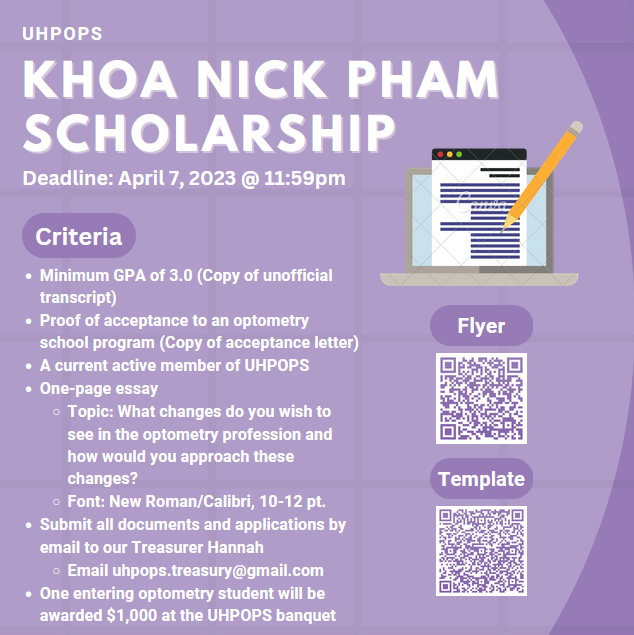 UHPOPS
KHOA NICK PHAM
SCHOLARSHIP
Deadline: April 7, 2023 @ 11:59pm
Criteria
Minimum GPA of 3.0 (Copy of unofficial
transcript)
Proof of acceptance to an optometry
school program (Copy of acceptance letter)
A current active member of UHPOPS
One-page essay
Topic: What changes do you wish to
see in the optometry profession and
how would you approach these
changes?
Font: New Roman/Calibri, 10-12 pt.
Submit all documents and applications by
email to our Treasurer Hannah
Email uhpops.treasury@gmail.com
One entering optometry student will be
awarded $1,000 at the UHPOPS banquet
Canva
Flyer
Template